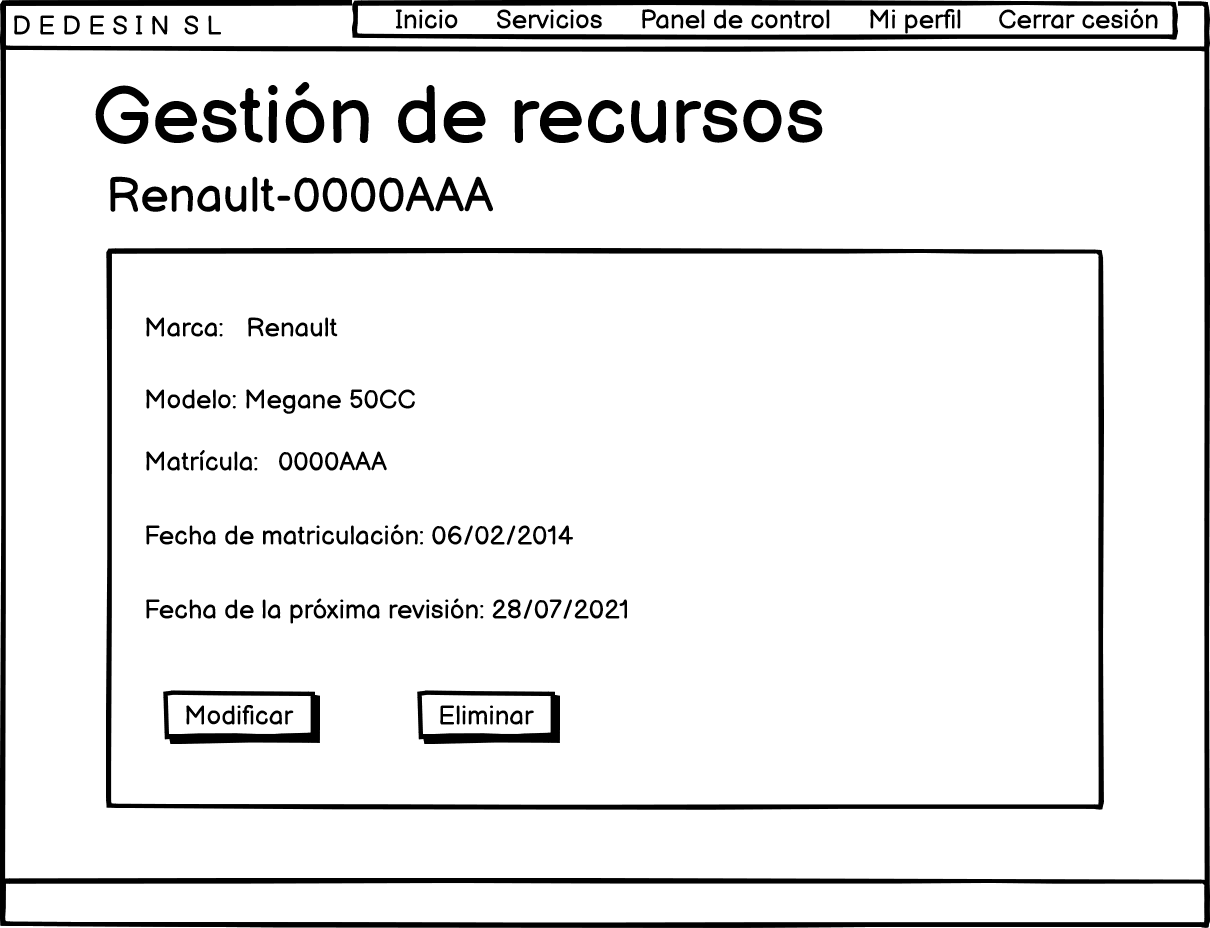 DEDESIN SL
Inicio Servicios Panel de control Mi perfil Cerrar cesión
Gestión de recursos
Renault-0000AAA
Marca: Renault
Modelo: Megane 50CC
Matrícula: 0000AAA
Fecha de matriculación: 06/02/2014
Fecha de la próxima revisión: 28/07/2021
Modificar Eliminar